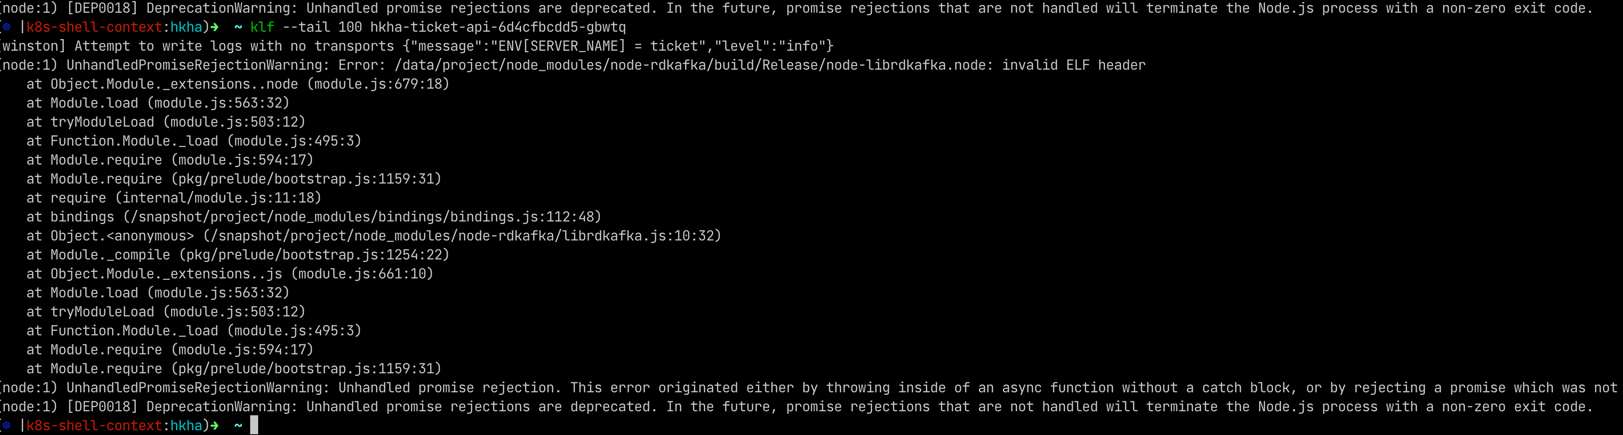 (node:1) [DEP0018] DeprecationWarning: Unhandled promise rejections are deprecated. In the future, promise rejections that are not handled will terminate the Node.js process with a non-zero exit code.
(⎈ |k8s-shell-context:hkha)➜  ~ klf --tail 100 hkha-ticket-api-6d4cfbcdd5-gbwtq
[winston] Attempt to write logs with no transports {"message":"ENV[SERVER_NAME] = ticket","level":"info"}
(node:1) UnhandledPromiseRejectionWarning: Error: /data/project/node_modules/node-rdkafka/build/Release/node-librdkafka.node: invalid ELF header
    at Object.Module._extensions..node (module.js:679:18)
    at Module.load (module.js:563:32)
    at tryModuleLoad (module.js:503:12)
    at Function.Module._load (module.js:495:3)
    at Module.require (module.js:594:17)
    at Module.require (pkg/prelude/bootstrap.js:1159:31)
    at require (internal/module.js:11:18)
    at bindings (/snapshot/project/node_modules/bindings/bindings.js:112:48)
    at Object.<anonymous> (/snapshot/project/node_modules/node-rdkafka/librdkafka.js:10:32)
    at Module._compile (pkg/prelude/bootstrap.js:1254:22)
    at Object.Module._extensions..js (module.js:661:10)
    at Module.load (module.js:563:32)
    at tryModuleLoad (module.js:503:12)
    at Function.Module._load (module.js:495:3)
    at Module.require (module.js:594:17)
    at Module.require (pkg/prelude/bootstrap.js:1159:31)
(node:1) UnhandledPromiseRejectionWarning: Unhandled promise rejection. This error originated either by throwing inside of an async function without a catch block, or by rejecting a promise which was not
(node:1) [DEP0018] DeprecationWarning: Unhandled promise rejections are deprecated. In the future, promise rejections that are not handled will terminate the Node.js process with a non-zero exit code.
(⎈ |k8s-shell-context:hkha)➜  ~